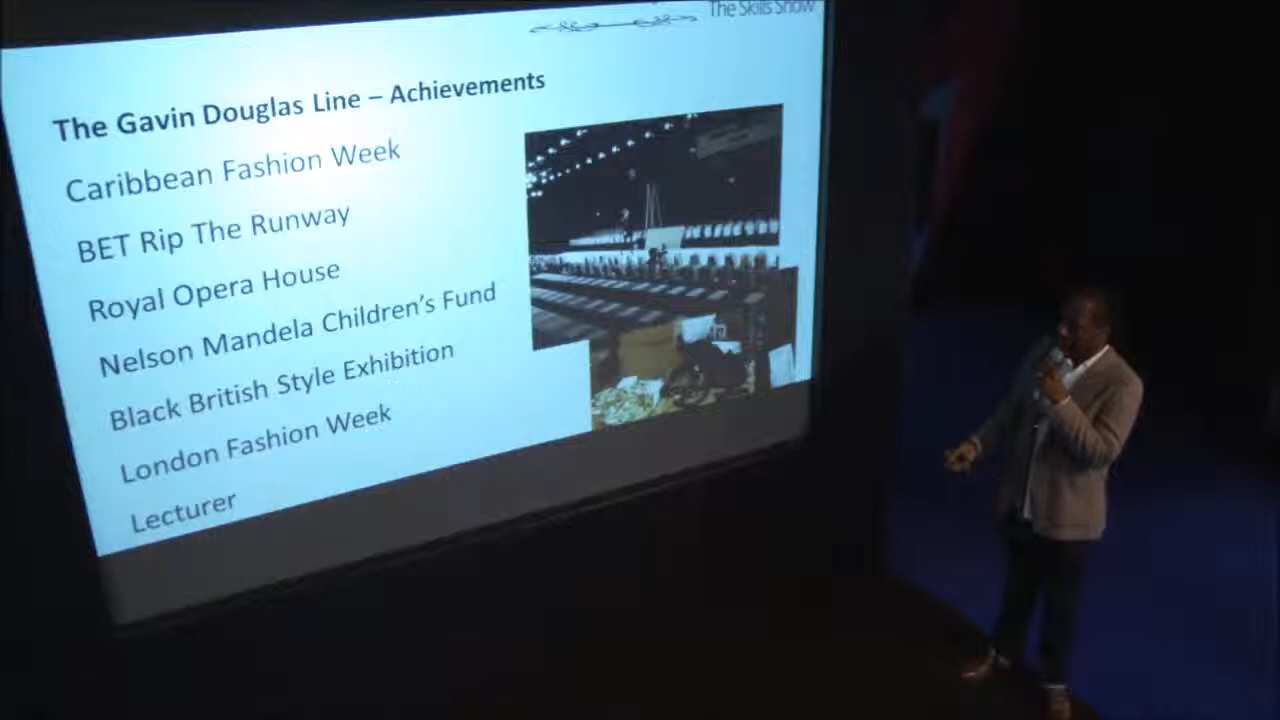 The Skills Show
The Gavin Douglas Line – Achievements
Caribbean Fashion Week
BET Rip The Runway
Royal Opera House
Nelson Mandela Children’s Fund
Black British Style Exhibition
London Fashion Week
Lecturer